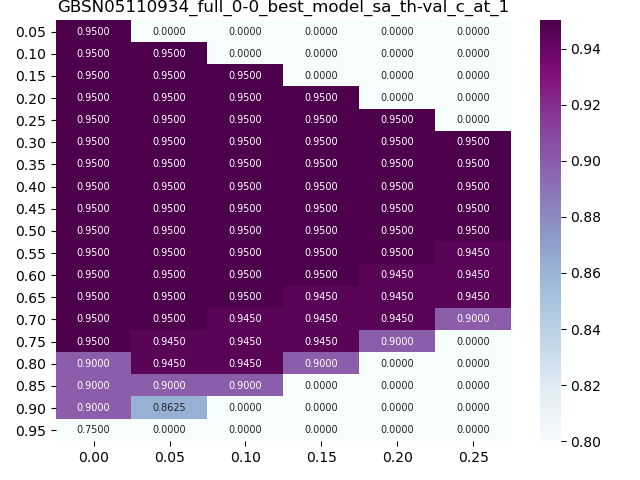 GBSN05110934_full_0-0_best_model_sa_th-val_c_at_1
0.05 0.9500 0.0000 0.0000 0.0000 0.0000 0.0000
0.10 0.9500 0.9500 0.0000 0.0000 0.0000 0.0000
0.15 0.9500 0.9500 0.9500 0.0000 0.0000 0.0000
0.20 0.9500 0.9500 0.9500 0.9500 0.0000 0.0000
0.25 0.9500 0.9500 0.9500 0.9500 0.9500 0.0000
0.30 0.9500 0.9500 0.9500 0.9500 0.9500 0.9500
0.35 0.9500 0.9500 0.9500 0.9500 0.9500 0.9500
0.40 0.9500 0.9500 0.9500 0.9500 0.9500 0.9500
0.45 0.9500 0.9500 0.9500 0.9500 0.9500 0.9500
0.50 0.9500 0.9500 0.9500 0.9500 0.9500 0.9500
0.55 0.9500 0.9500 0.9500 0.9500 0.9500 0.9450
0.60 0.9500 0.9500 0.9500 0.9500 0.9450 0.9450
0.65 0.9500 0.9500 0.9500 0.9450 0.9450 0.9450
0.70 0.9500 0.9500 0.9450 0.9450 0.9450 0.9000
0.75 0.9500 0.9450 0.9450 0.9450 0.9000 0.0000
0.80 0.9000 0.9450 0.9450 0.9000 0.0000 0.0000
0.85 0.9000 0.9000 0.9000 0.0000 0.0000 0.0000
0.90 0.9000 0.8625 0.0000 0.0000 0.0000 0.0000
0.95 0.7500 0.0000 0.0000 0.0000 0.0000 0.0000
0.00 0.05 0.10 0.15 0.20 0.25
0.94
0.92
0.90
0.88
0.86
0.84
0.82
0.80